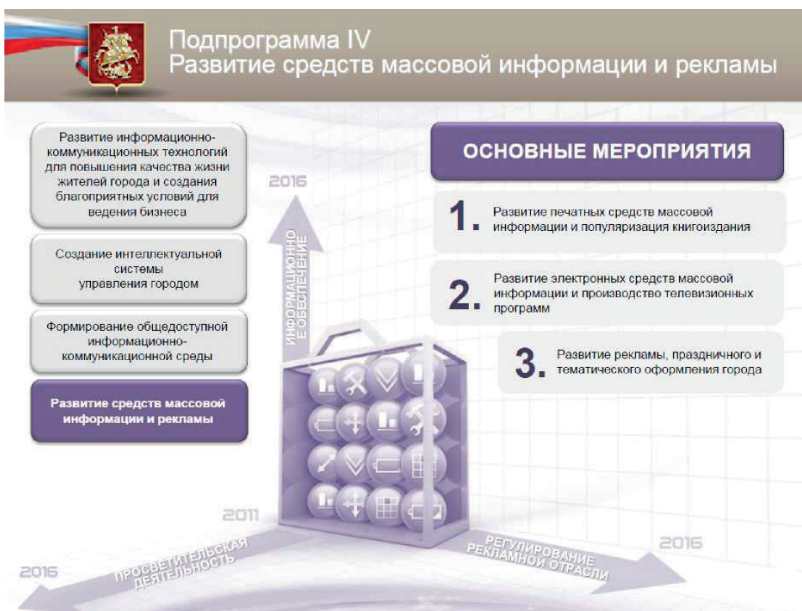 Подпрограмма IV
Развитие средств массовой информации и рекламы
Развитие информационно-
коммуникационных технологий
для повышения качества жизни
жителей города и создания
благоприятных условий для
ведения бизнеса
Создание интеллектуальной
системы
управления городом
Формирование общедоступной
информационно-
коммуникационной среды
Развитие средств массовой
информации и рекламы
ОСНОВНЫЕ МЕРОПРИЯТИЯ
1.
Развитие печатных средств массовой
информации и популяризация книгоиздания
2.
Развитие электронных средств массовой
информации и производство телевизионных
программ
3.
Развитие рекламы, праздничного и
тематического оформления города
2016
ИНФОРМАЦИОННО
Е ОБЕСПЕЧЕНИЕ
2011
2016
ПРОСВЕТИТЕЛЬСКАЯ
ДЕЯТЕЛЬНОСТЬ
РЕГУЛИРОВАНИЕ
РЕКЛАМНОЙ ОТРАСЛИ
2016